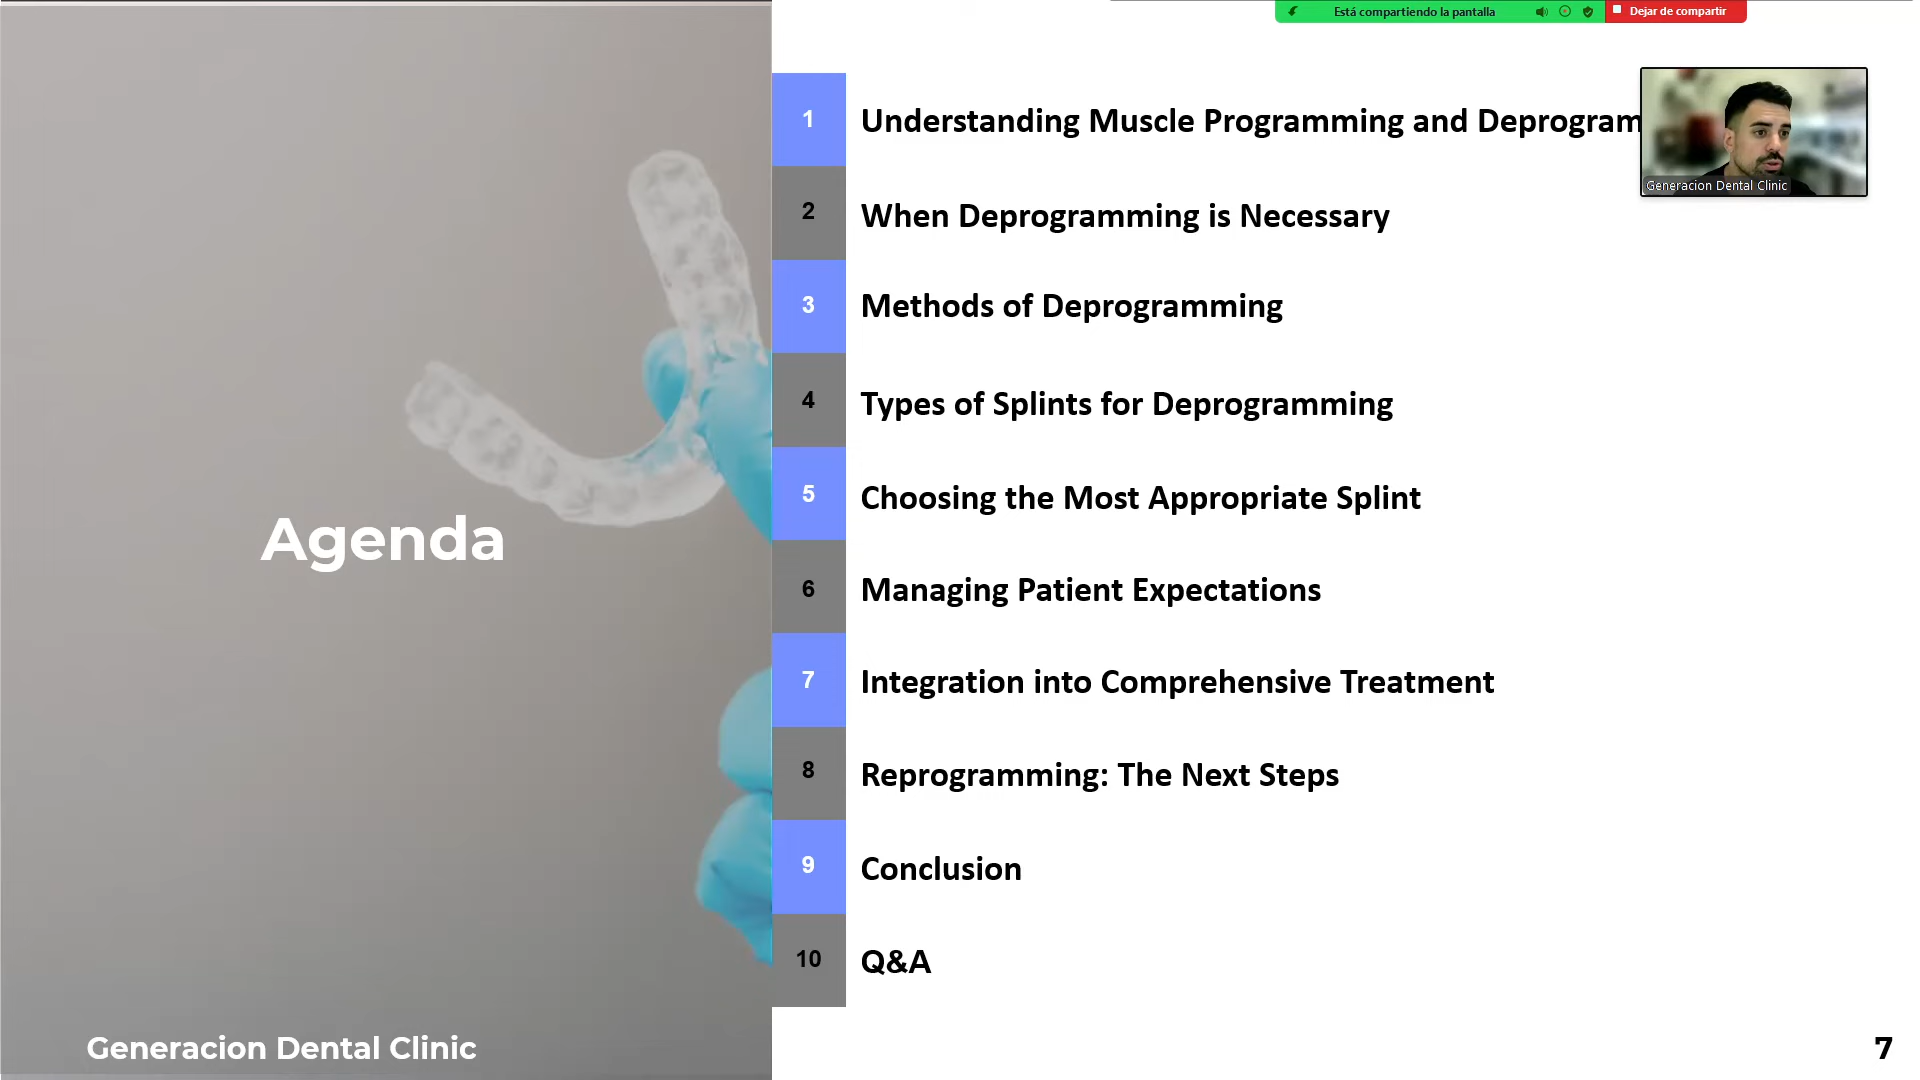 Está compartiendo la pantalla
Dejar de compartir
1 Understanding Muscle Programming and Deprogram
Generacion Dental Clinic
2 When Deprogramming is Necessary
3 Methods of Deprogramming
4 Types of Splints for Deprogramming
5 Choosing the Most Appropriate Splint
Agenda
6 Managing Patient Expectations
7 Integration into Comprehensive Treatment
8 Reprogramming: The Next Steps
9 Conclusion
10 Q&A
Generacion Dental Clinic
7